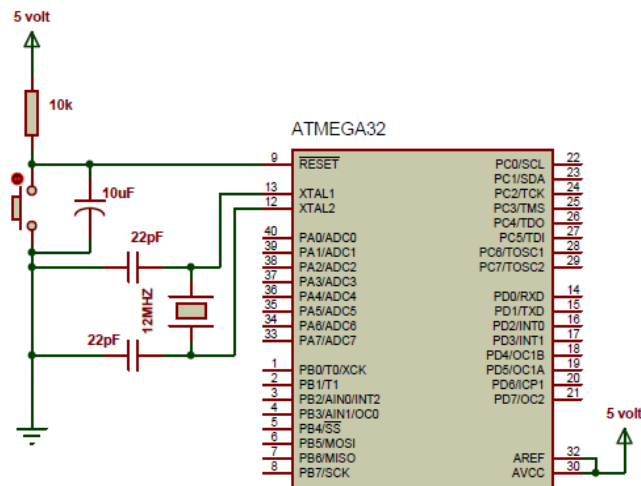 5 volt
10k
10uF
22pF
12MHZ
22pF
ATMEGA32
9 RESET
13 XTAL1
12 XTAL2
40 PA0/ADC0
39 PA1/ADC1
38 PA2/ADC2
37 PA3/ADC3
36 PA4/ADC4
35 PA5/ADC5
34 PA6/ADC6
33 PA7/ADC7
1 PB0/T0/XCK
2 PB1/T1
3 PB2/AIN0/INT2
4 PB3/AIN1/OC0
5 PB4/SS
6 PB5/MOSI
7 PB6/MISO
8 PB7/SCK
PC0/SCL 22
PC1/SDA 23
PC2/TCK 24
PC3/TMS 25
PC4/TDO 26
PC5/TDI 27
PC6/TOSC1 28
PC7/TOSC2 29
PD0/RXD 14
PD1/TXD 15
PD2/INT0 16
PD3/INT1 17
PD4/OC1B 18
PD5/OC1A 19
PD6/ICP1 20
PD7/OC2 21
AREF 32
AVCC 30
5 volt